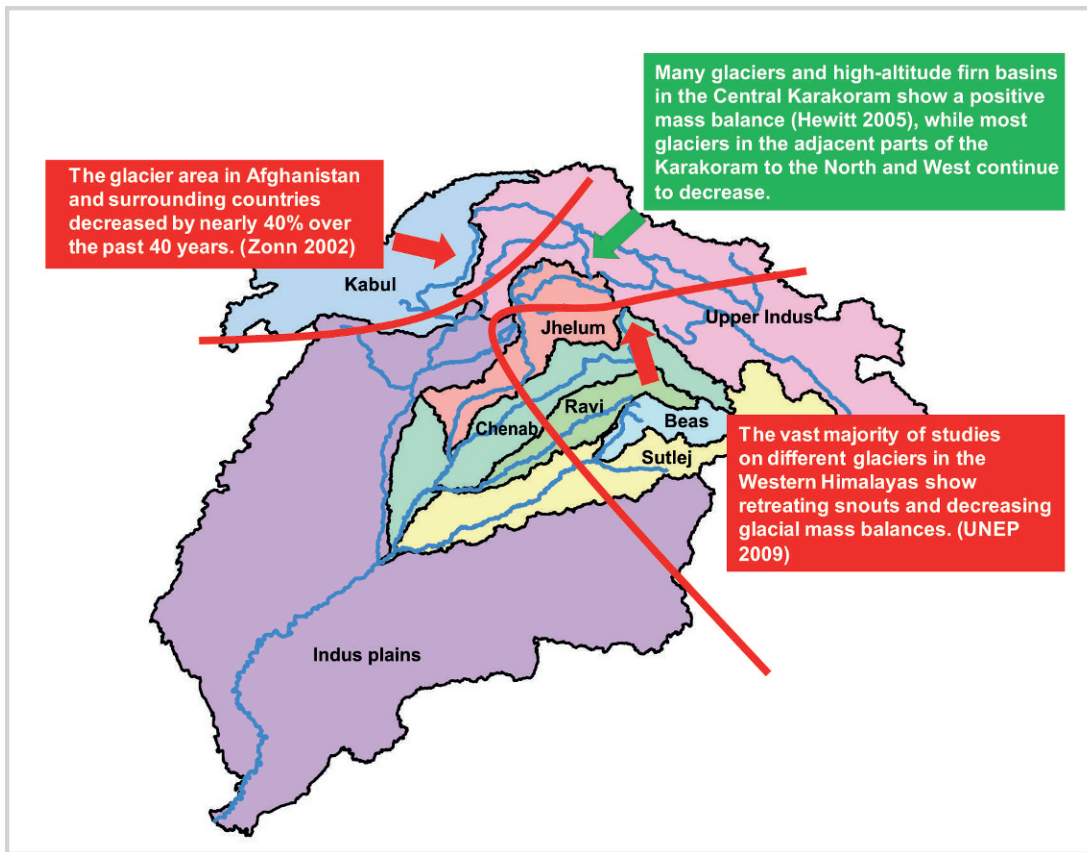 Many glaciers and high-altitude firn basins
in the Central Karakoram show a positive
mass balance (Hewitt 2005), while most
glaciers in the adjacent parts of the
Karakoram to the North and West continue
to decrease.
The glacier area in Afghanistan
and surrounding countries
decreased by nearly 40% over
the past 40 years. (Zonn 2002)
Kabul
Upper Indus
Jhelum
Ravi
Chenab
Beas
Sutlej
The vast majority of studies
on different glaciers in the
Western Himalayas show
retreating snouts and decreasing
glacial mass balances. (UNEP
2009)
Indus plains